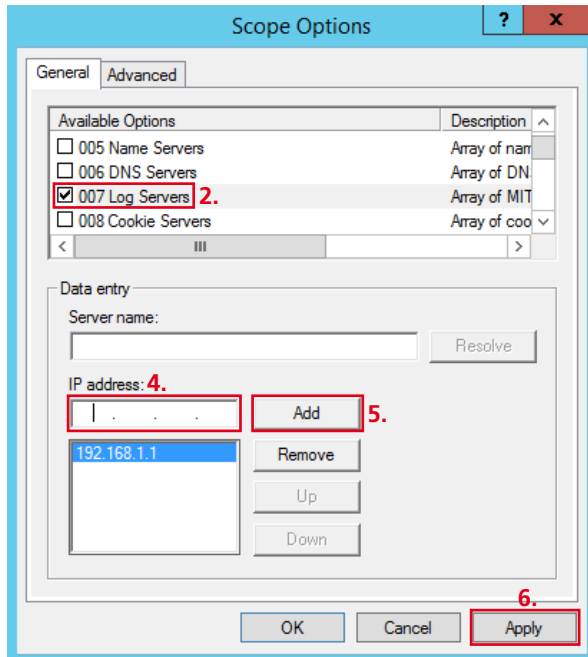 Scope Options
? x
General Advanced
Available Options Description
005 Name Servers Array of nam
006 DNS Servers Array of DN
007 Log Servers 2. Array of MIT
008 Cookie Servers Array of coo
Data entry
Server name:
Resolve
IP address: 4.
. . . Add 5.
192.168.1.1 Remove
Up
Down
6.
OK Cancel Apply